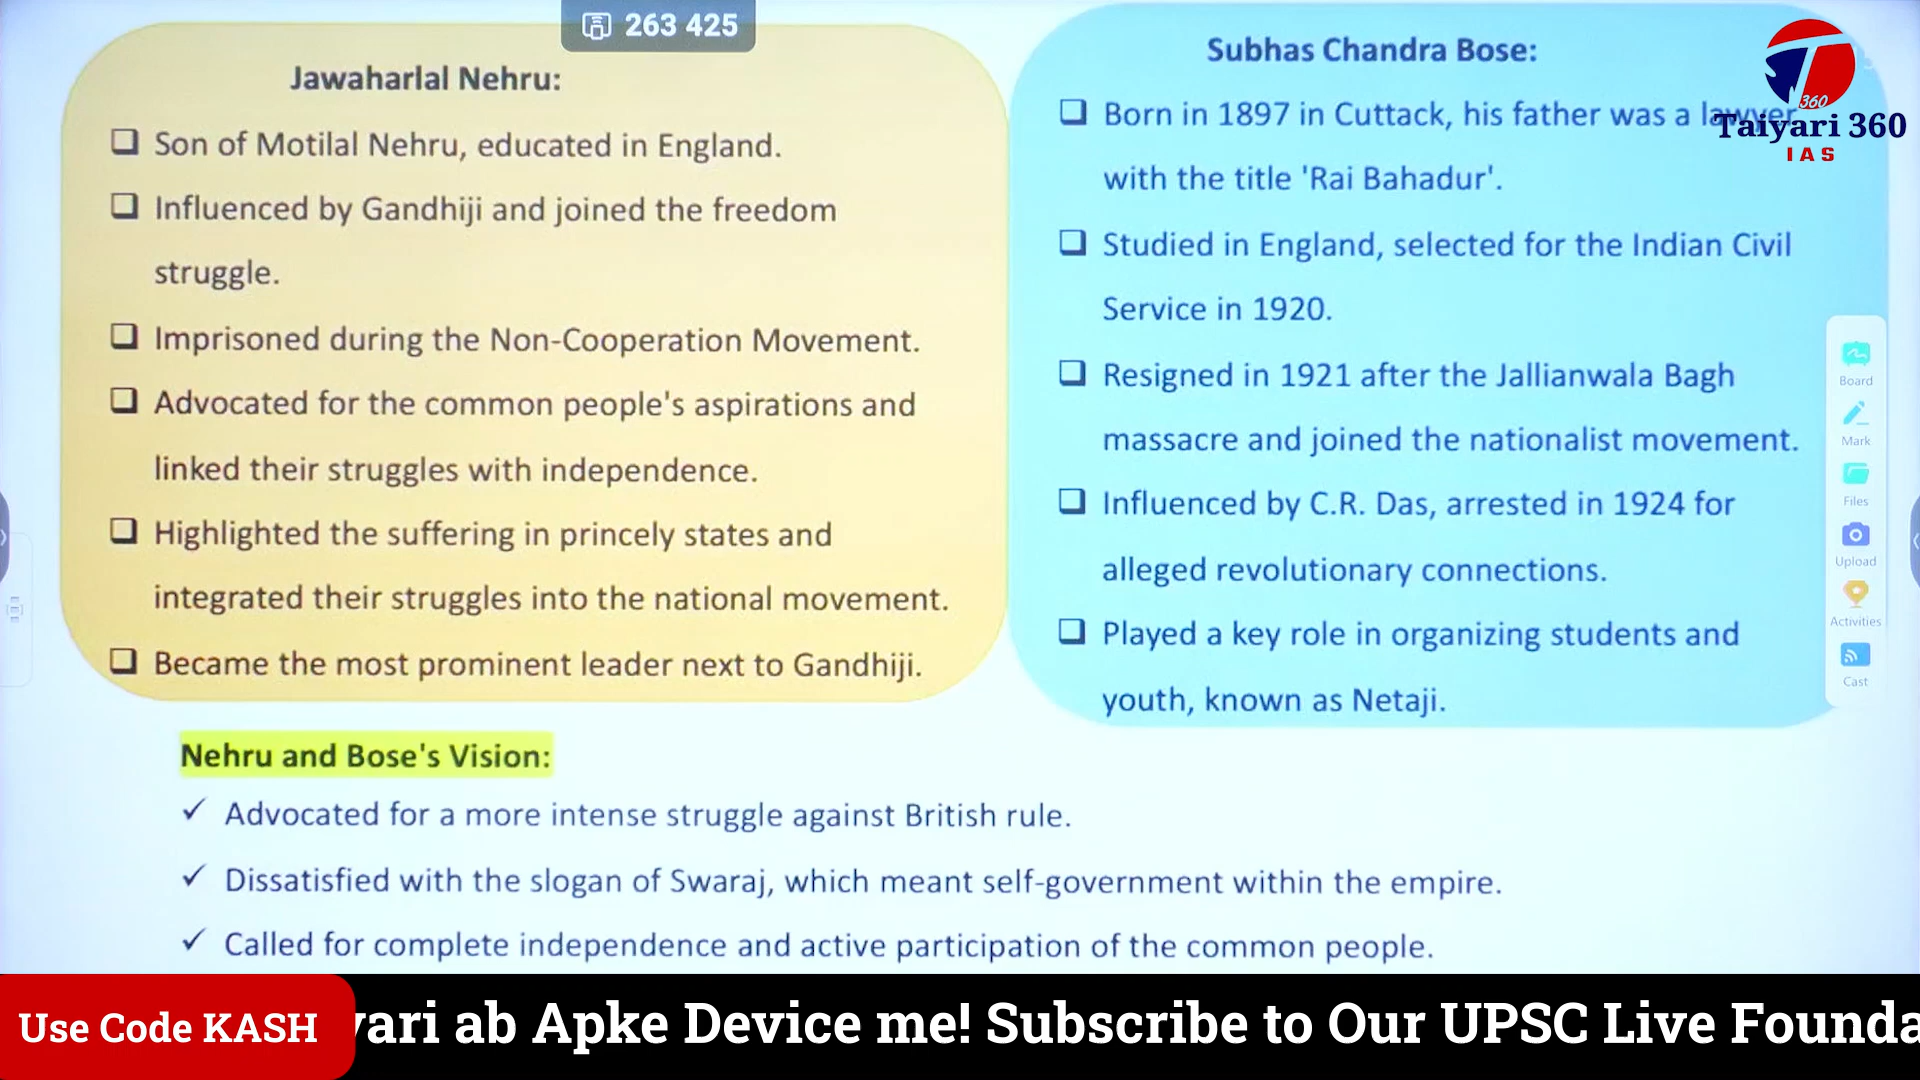 263 425
Jawaharlal Nehru:
❑ Son of Motilal Nehru, educated in England.
❑ Influenced by Gandhiji and joined the freedom
struggle.
❑ Imprisoned during the Non-Cooperation Movement.
❑ Advocated for the common people's aspirations and
linked their struggles with independence.
❑ Highlighted the suffering in princely states and
integrated their struggles into the national movement.
❑ Became the most prominent leader next to Gandhiji.
Subhas Chandra Bose:
❑ Born in 1897 in Cuttack, his father was a lawyer
with the title 'Rai Bahadur'.
❑ Studied in England, selected for the Indian Civil
Service in 1920.
❑ Resigned in 1921 after the Jallianwala Bagh
massacre and joined the nationalist movement.
❑ Influenced by C.R. Das, arrested in 1924 for
alleged revolutionary connections.
❑ Played a key role in organizing students and
youth, known as Netaji.
360
Taiyari 360
IAS
Board
Mark
Files
Upload
Activities
Cast
Nehru and Bose's Vision:
✓ Advocated for a more intense struggle against British rule.
✓ Dissatisfied with the slogan of Swaraj, which meant self-government within the empire.
✓ Called for complete independence and active participation of the common people.
Use Code KASH
yari ab Apke Device me! Subscribe to Our UPSC Live Founda